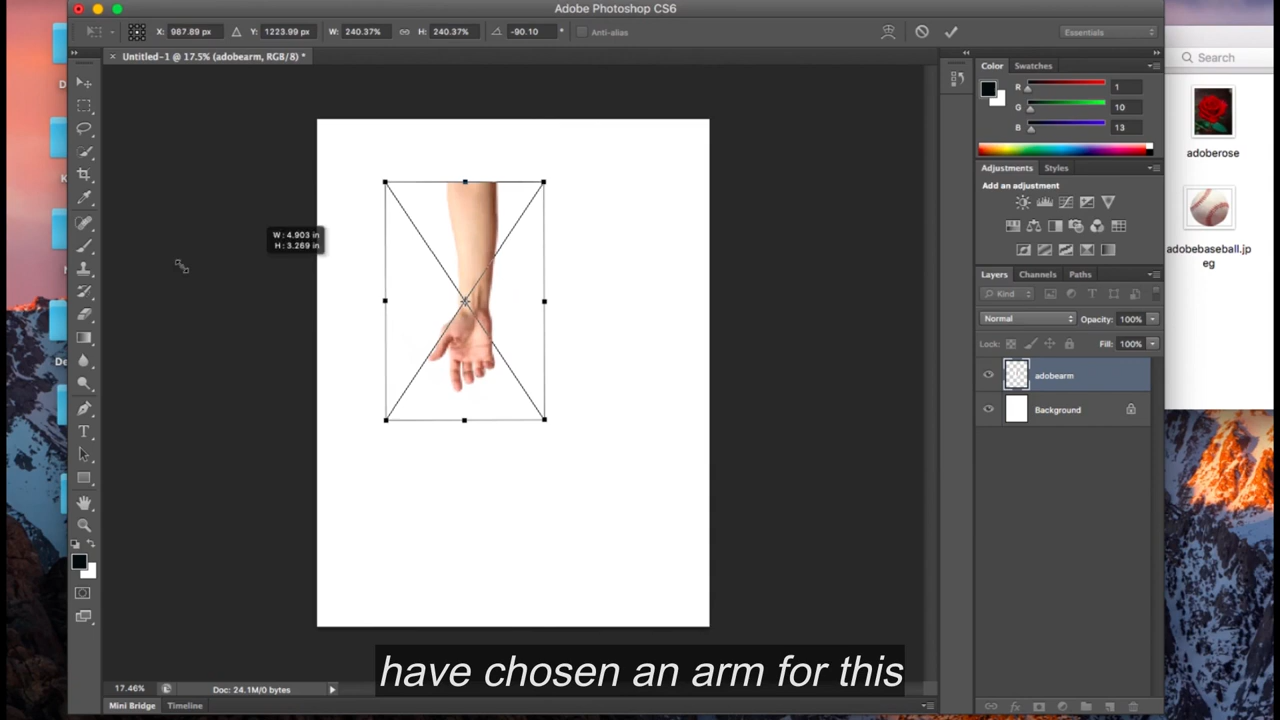 Adobe Photoshop CS6
X: 987.89 px
Y: 1223.99 px
W: 240.37%
H: 240.37%
-90.10 °
Anti-alias
Essentials
× Untitled-1 @ 17.5% (adobearm, RGB/8) *
Search
Color Swatches
R 1
G 10
B 13
adoberose
adobebaseball.jp
eg
Adjustments Styles
Add an adjustment
W: 4.903 in
H: 3.269 in
Layers Channels Paths
Kind
Normal Opacity: 100%
Lock: Fill: 100%
adobearm
Background
T
D
K
N
De
have chosen an arm for this
17.46% Doc: 24.1M/0 bytes
Mini Bridge Timeline
fx